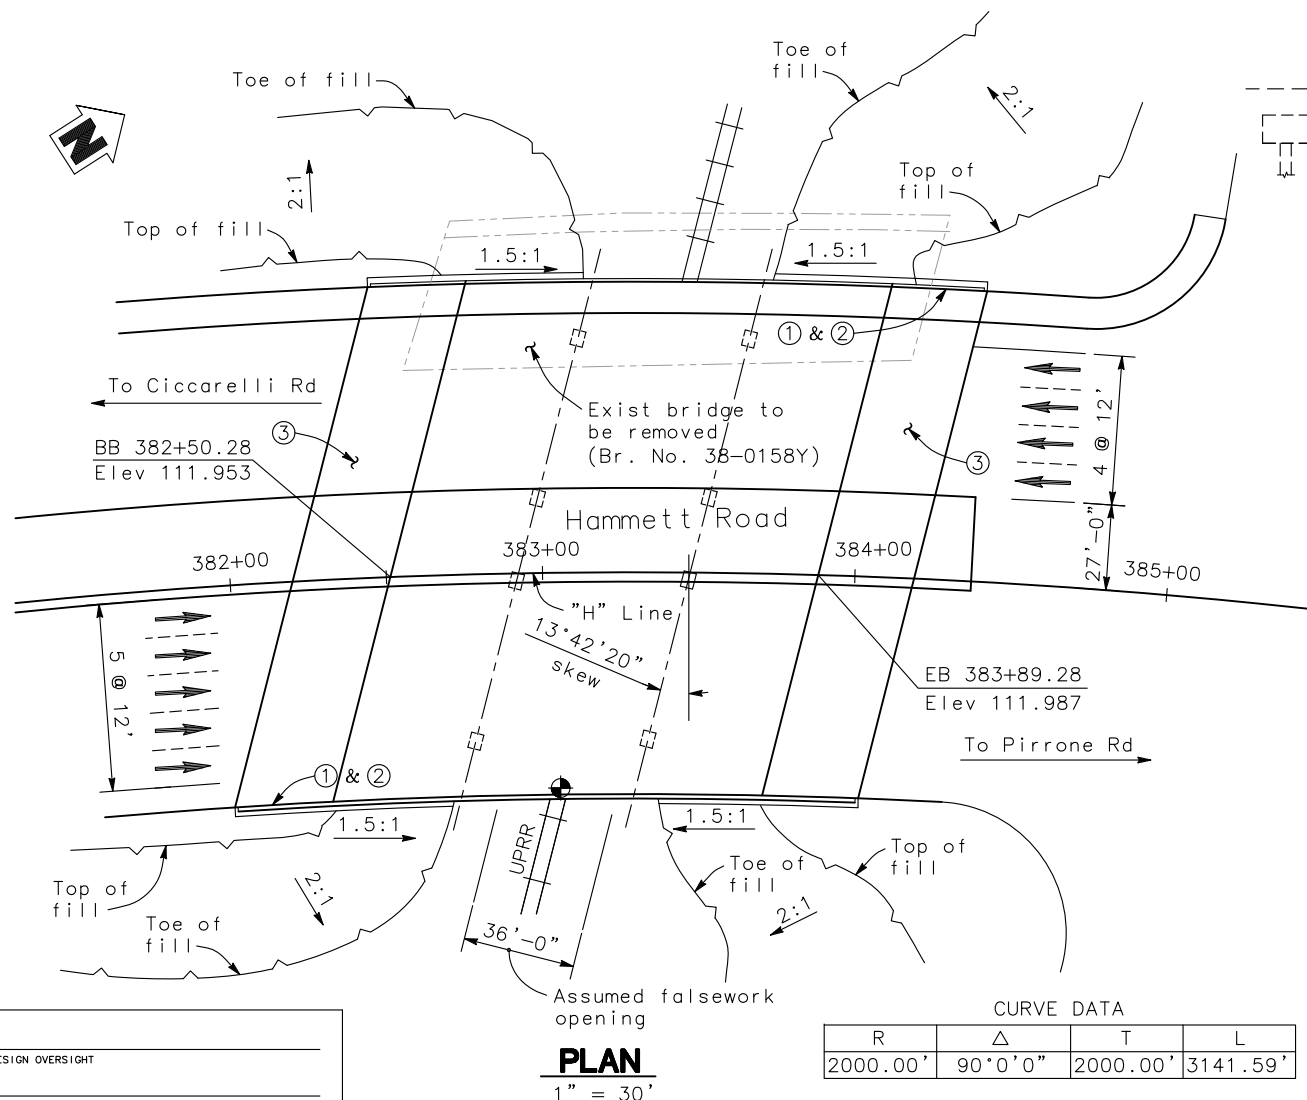 Toe of fill
Toe of
fill
2:1
N
2:1
Top of
fill
Top of fill
1.5:1
1.5:1
1 & 2
To Ciccarelli Rd
Exist bridge to
be removed
(Br. No. 38-0158Y)
4 @ 12'
3
3
BB 382+50.28
Elev 111.953
Hammett Road
27'-0"
382+00
383+00
384+00
385+00
"H" Line
13°42'20"
skew
5 @ 12'
EB 383+89.28
Elev 111.987
To Pirrone Rd
1 & 2
1.5:1
1.5:1
UPRR
Top of
fill
2:1
Toe of
fill
Toe of
fill
Top of
fill
2:1
36'-0"
Assumed falsework
opening
CURVE DATA
R △ T L
2000.00' 90°0'0" 2000.00' 3141.59'
ESIGN OVERSIGHT
PLAN
1" = 30'